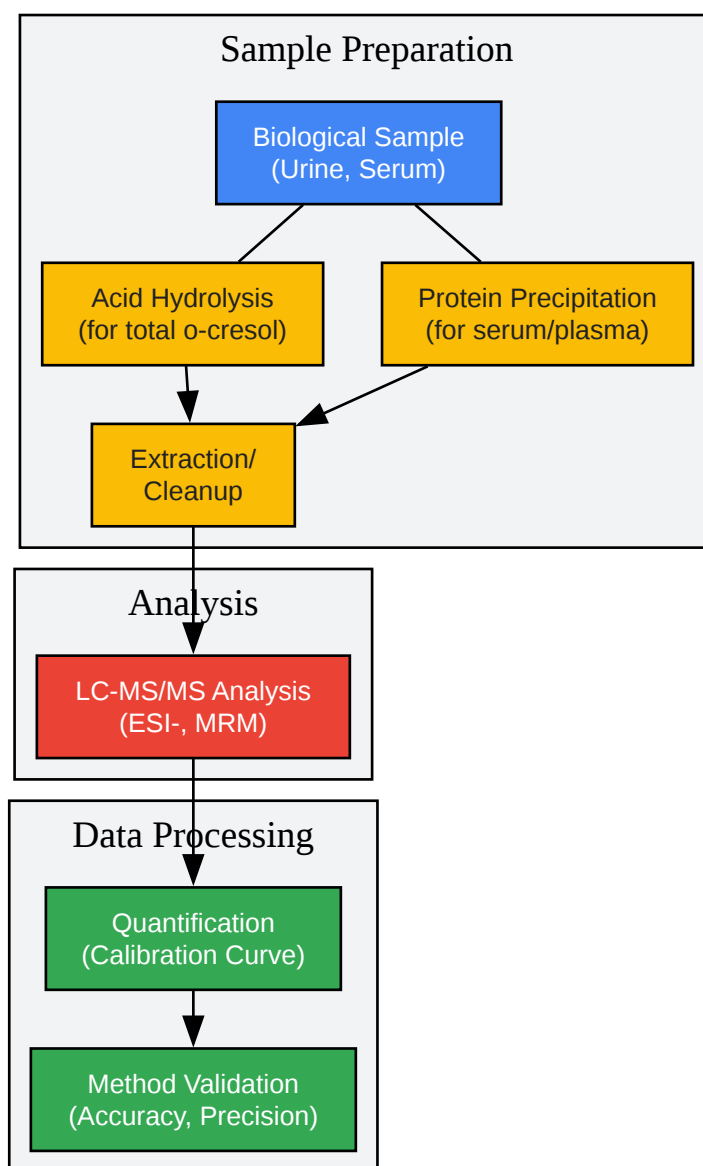 Sample Preparation
Biological Sample
(Urine, Serum)
Acid Hydrolysis
(for total o-cresol)
Protein Precipitation
(for serum/plasma)
Extraction/
Cleanup
Analysis
LC-MS/MS Analysis
(ESI-, MRM)
Data Processing
Quantification
(Calibration Curve)
Method Validation
(Accuracy, Precision)